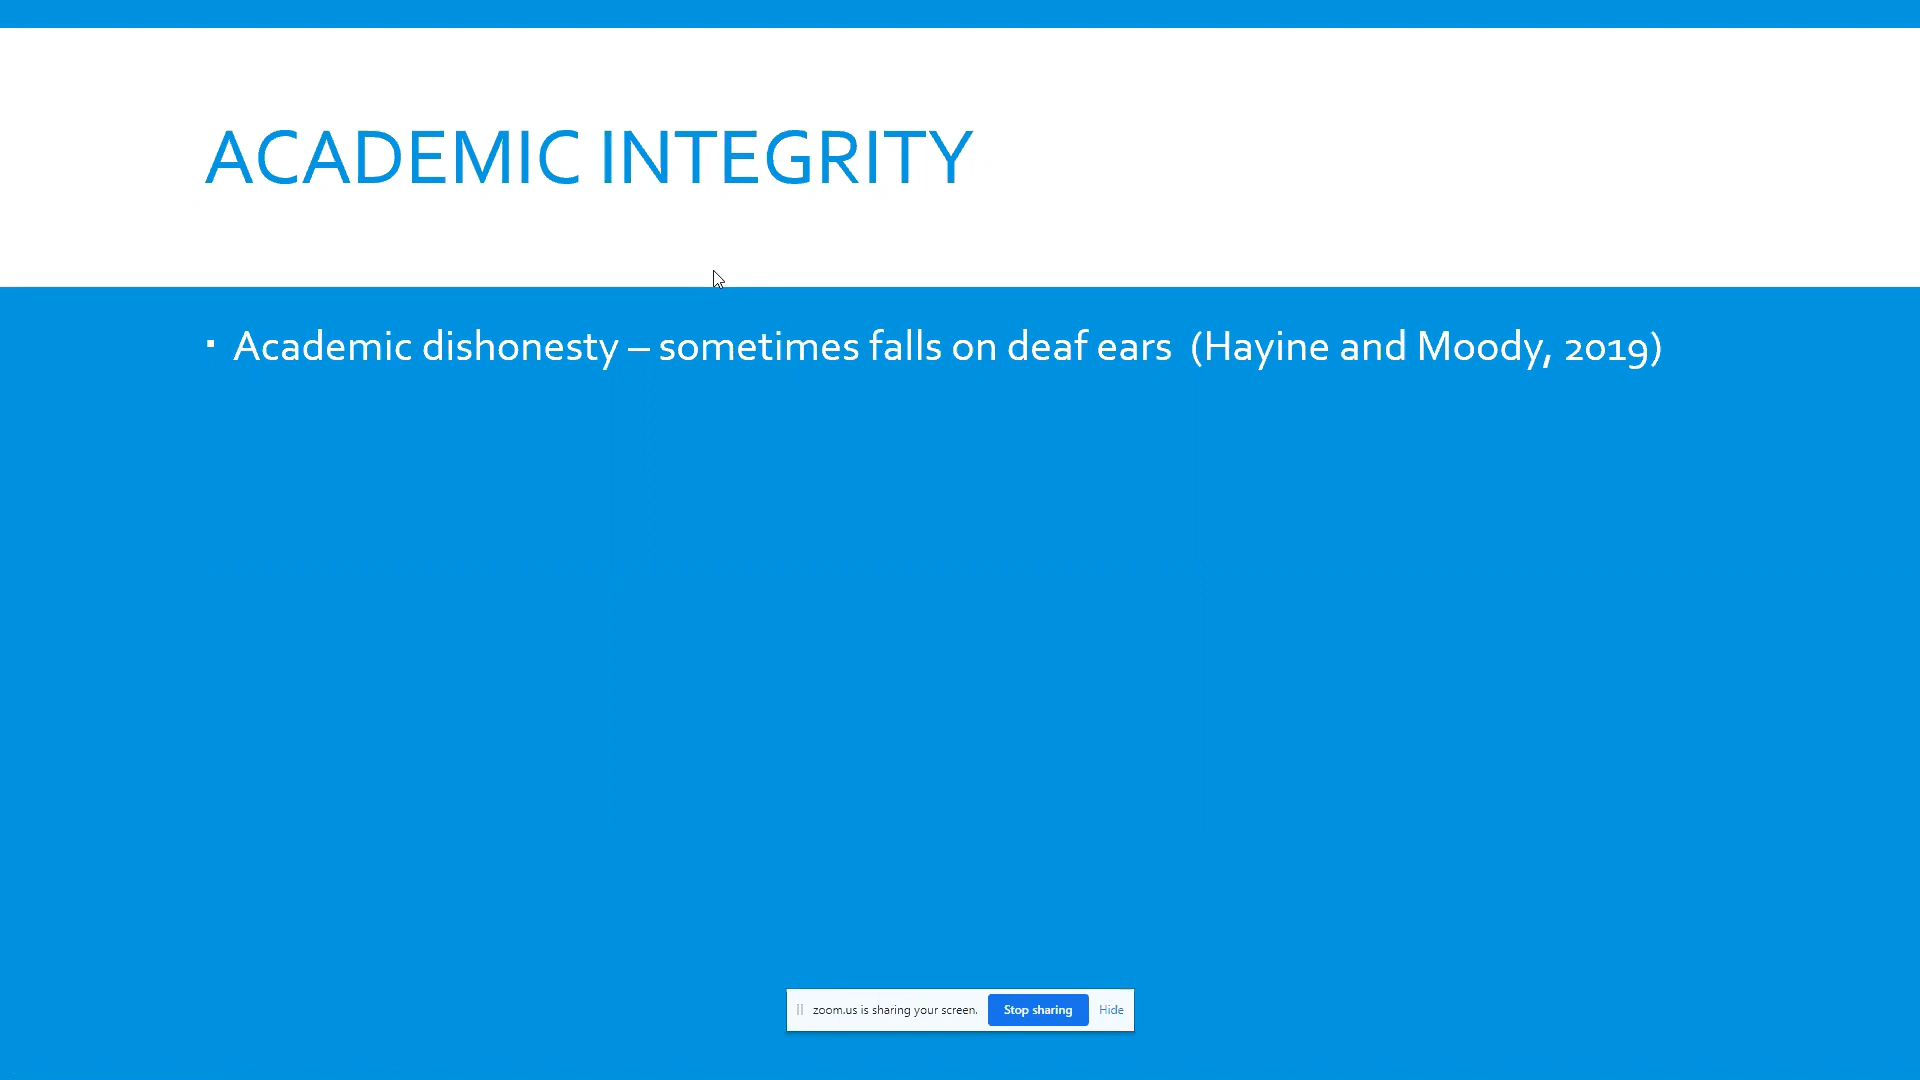 ACADEMIC INTEGRITY
▪ Academic dishonesty – sometimes falls on deaf ears (Hayine and Moody, 2019)
zoom.us is sharing your screen. Stop sharing Hide